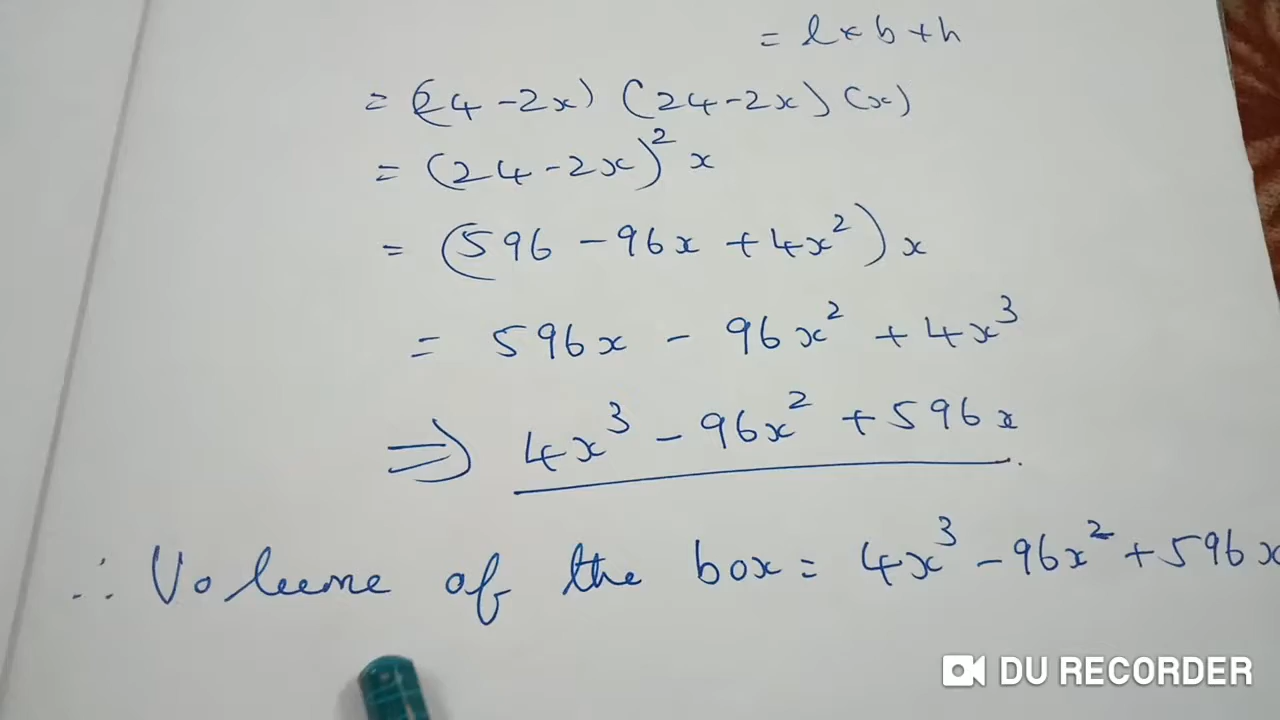 = l × b + h
= (24 - 2x) (24 - 2x) (x)
= (24 - 2x)² x
= (596 - 96x + 4x²) x
= 596x - 96x² + 4x³
⇒ 4x³ - 96x² + 596x.
∴ Volume of the box = 4x³ - 96x² + 596x
DU RECORDER